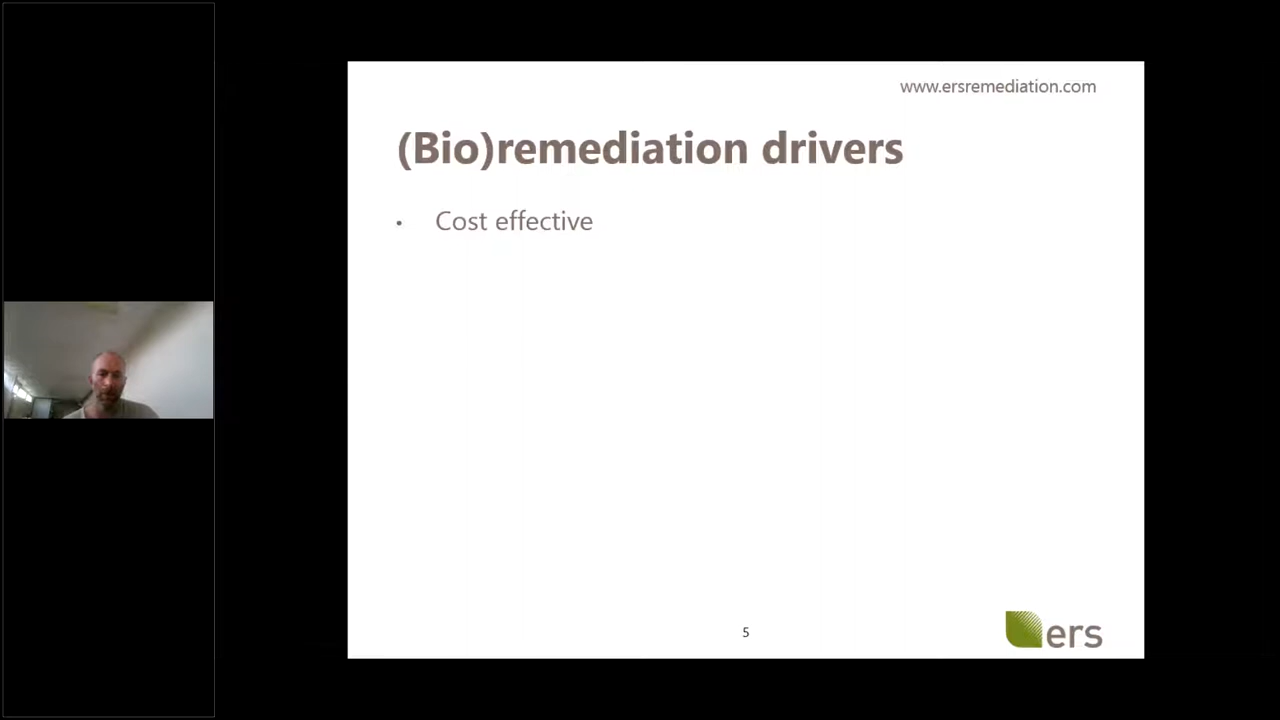 www.ersremediation.com
(Bio)remediation drivers
• Cost effective
5
ers